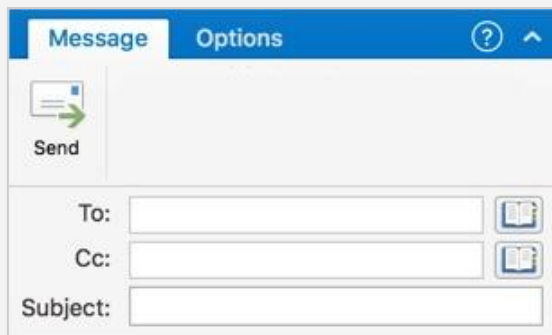 Message Options ?
Send
To:
Cc:
Subject: